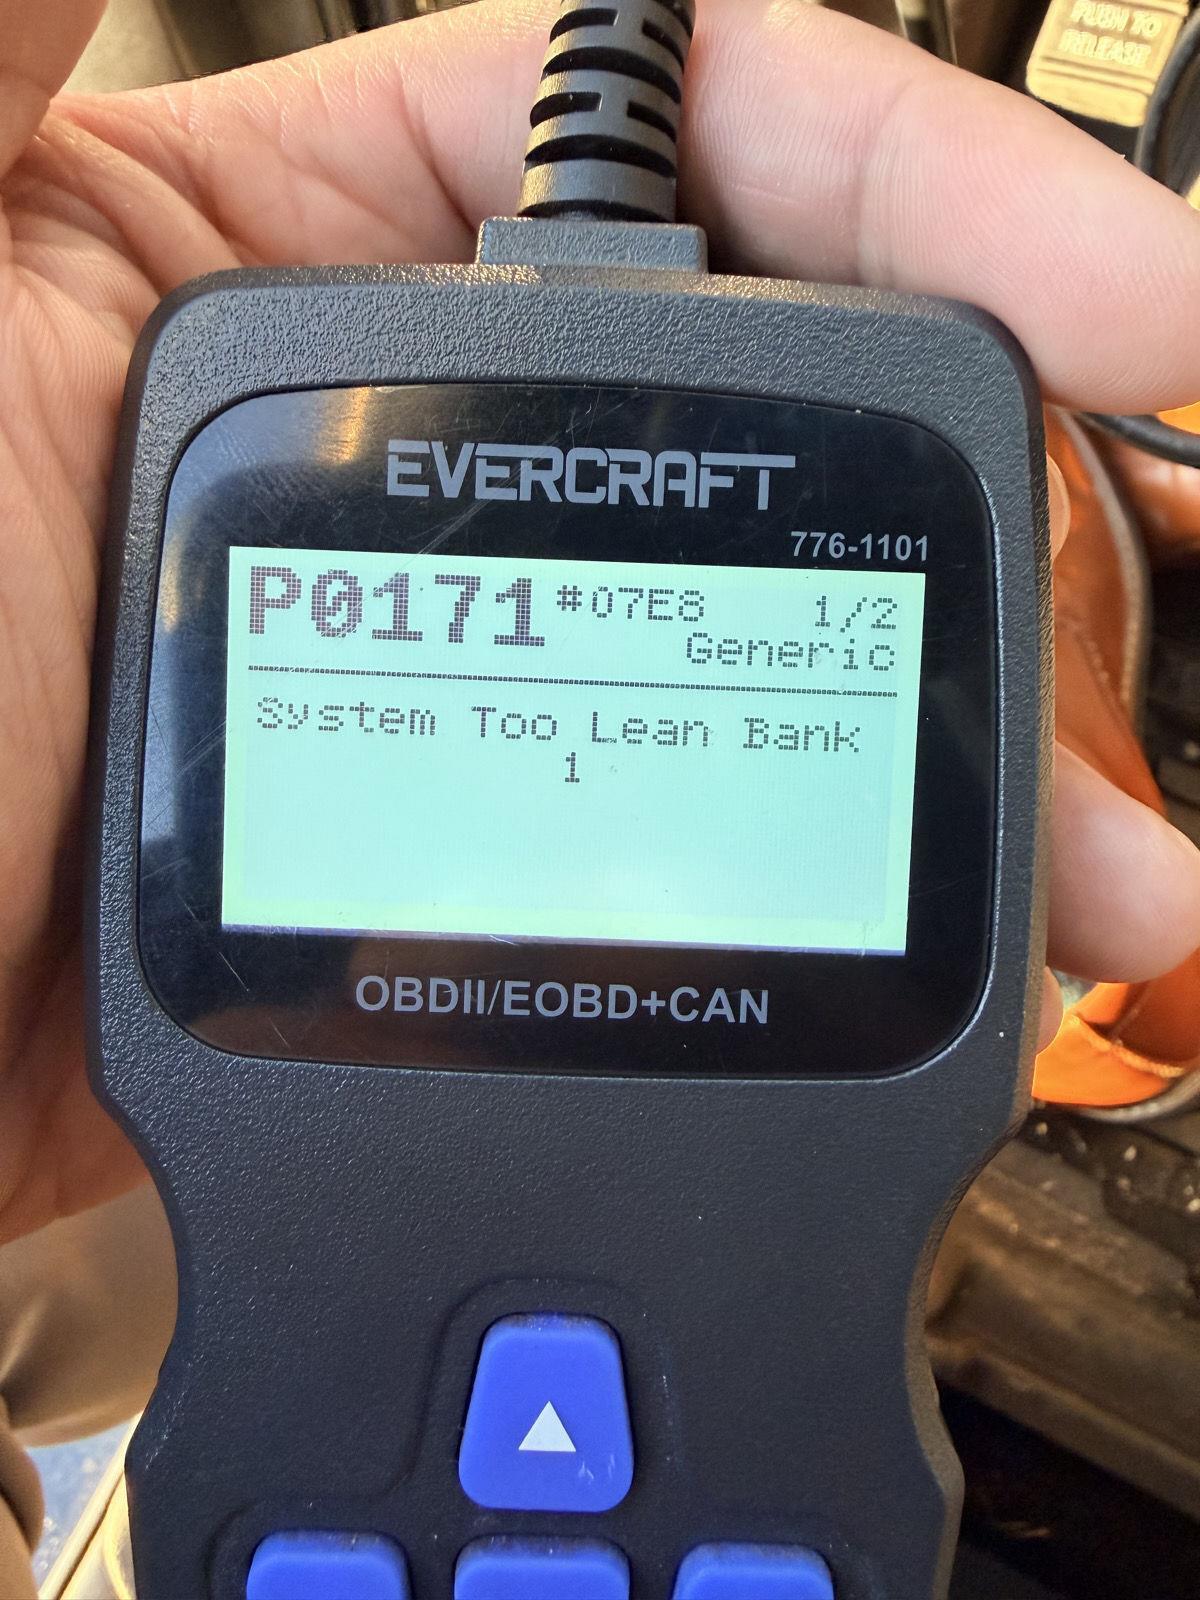 PUSH TO
RELEASE
EVERCRAFT
776-1101
P0171 *07E8 1/2
Generic
System Too Lean Bank
1
OBDII/EOBD+CAN